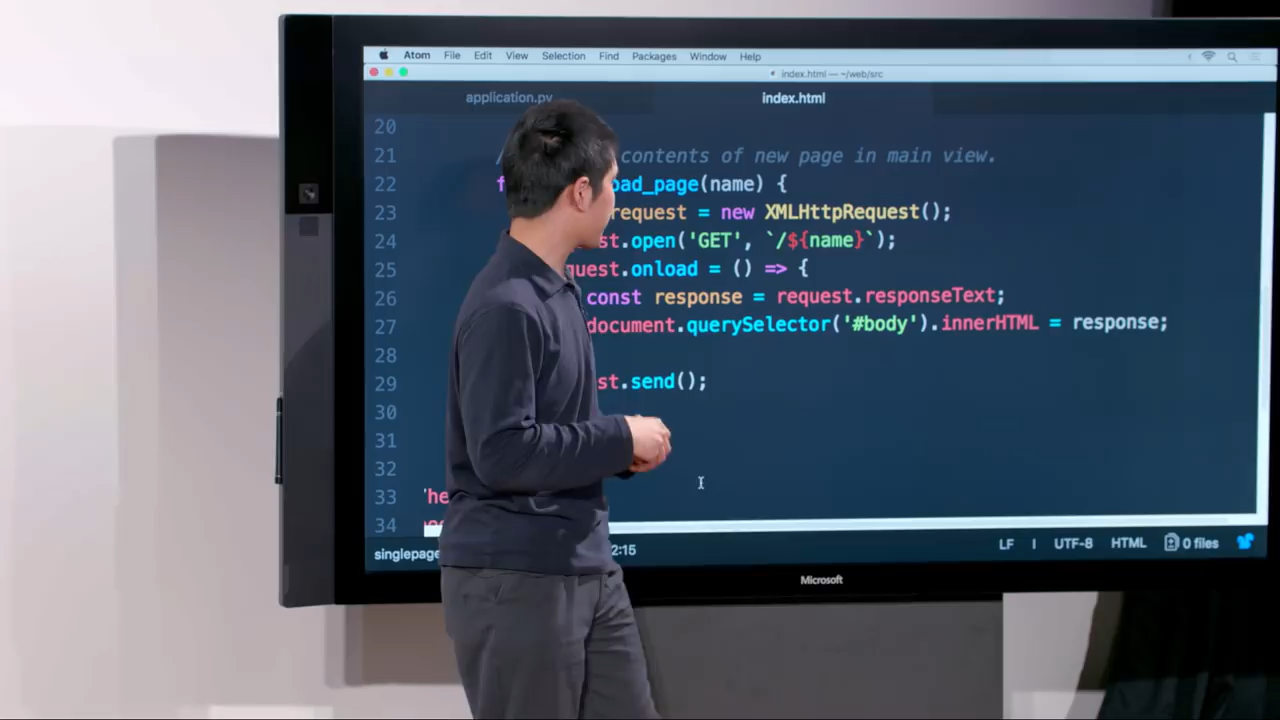 Atom File Edit View Selection Find Packages Window Help
index.html — ~/web/src
application.py index.html
20
21 / contents of new page in main view.
22 f oad_page(name) {
23 request = new XMLHttpRequest();
24 st.open('GET', `/${name}`);
25 quest.onload = () => {
26 const response = request.responseText;
27 document.querySelector('#body').innerHTML = response;
28
29 st.send();
30
31
32
33 he
34
singlepage 2:15 LF UTF-8 HTML 0 files
Microsoft